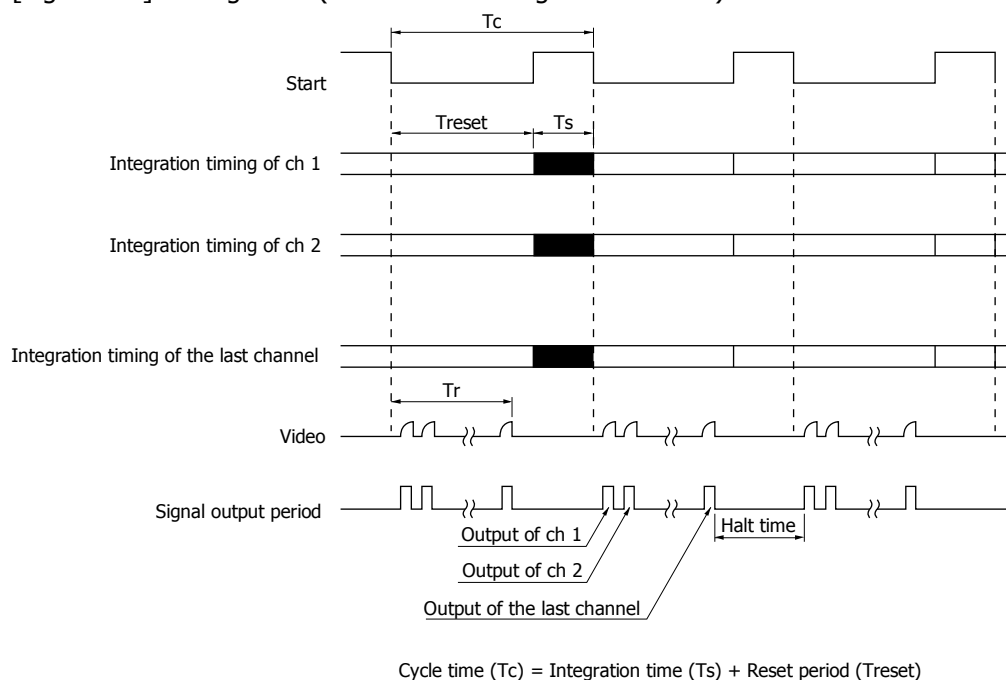 Tc
Start
Treset
Ts
Integration timing of ch 1
Integration timing of ch 2
Integration timing of the last channel
Tr
Video
Signal output period
Output of ch 1
Halt time
Output of ch 2
Output of the last channel
Cycle time (Tc) = Integration time (Ts) + Reset period (Treset)